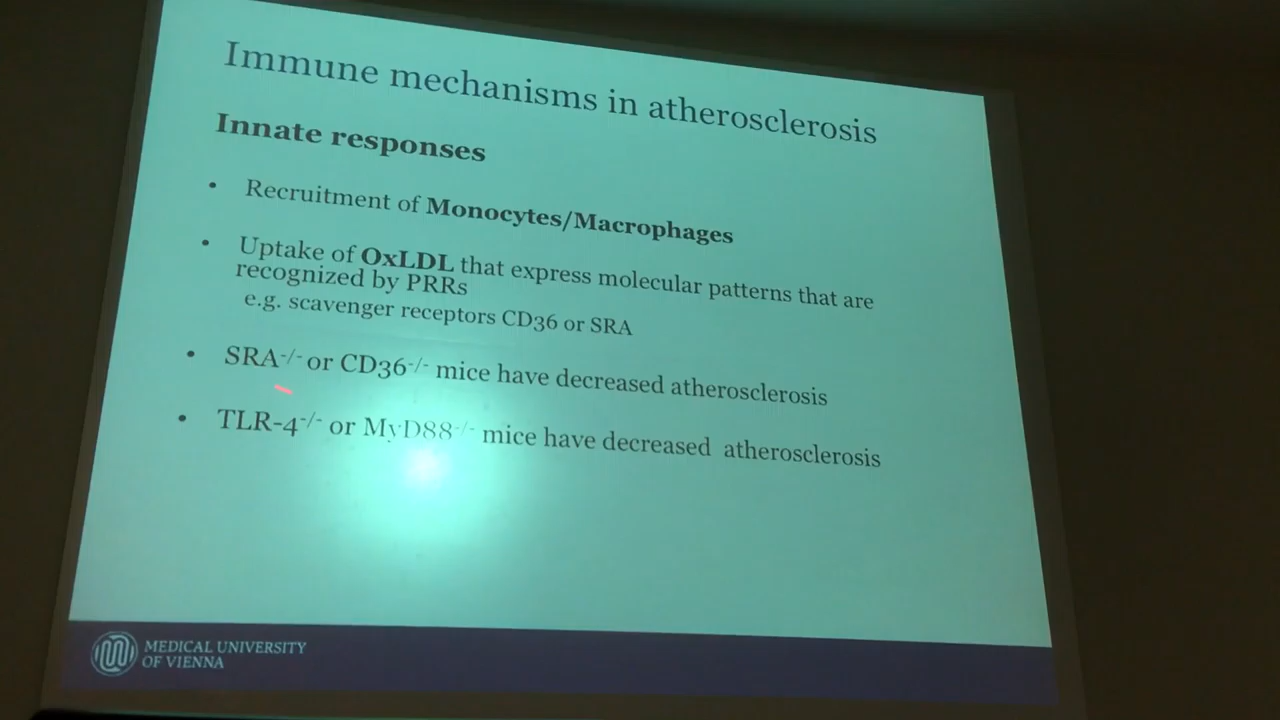 Immune mechanisms in atherosclerosis
Innate responses
• Recruitment of Monocytes/Macrophages
• Uptake of OxLDL that express molecular patterns that are
recognized by PRRs
e.g. scavenger receptors CD36 or SRA
• SRA-/- or CD36-/- mice have decreased atherosclerosis
• TLR-4-/- or MyD88-/- mice have decreased atherosclerosis
MEDICAL UNIVERSITY
OF VIENNA